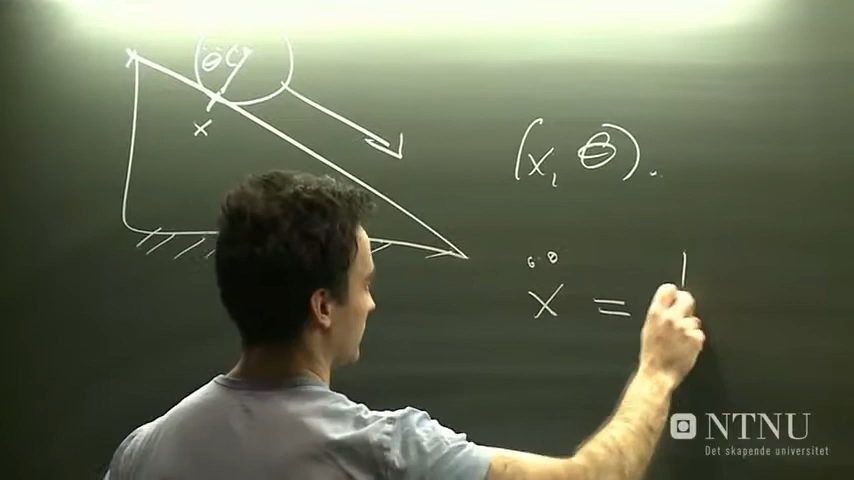 θ
x
(x, θ).
ẍ =
NTNU
Det skapende universitet